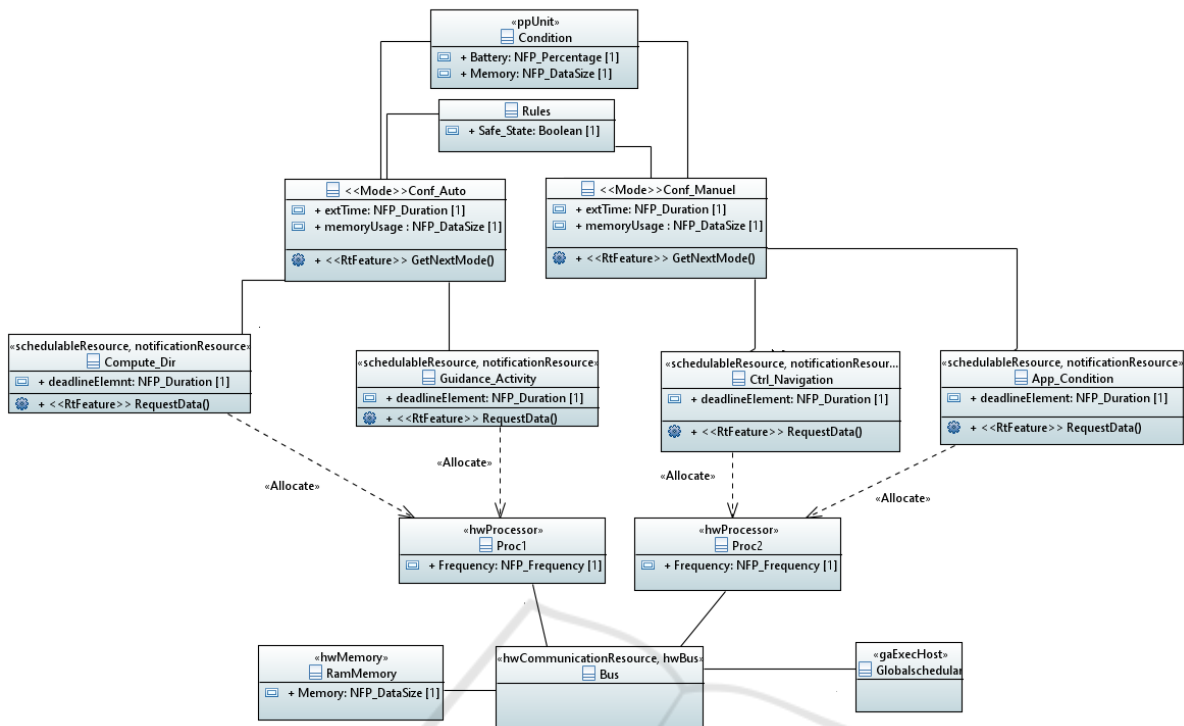 «ppUnit»
Condition
+ Battery: NFP_Percentage [1]
+ Memory: NFP_DataSize [1]
Rules
+ Safe_State: Boolean [1]
<<Mode>>Conf_Auto
+ extTime: NFP_Duration [1]
+ memoryUsage : NFP_DataSize [1]
+ <<RtFeature>> GetNextMode()
<<Mode>>Conf_Manuel
+ extTime: NFP_Duration [1]
+ memoryUsage : NFP_DataSize [1]
+ <<RtFeature>> GetNextMode()
«schedulableResource, notificationResource»
Compute_Dir
+ deadlineElemnt: NFP_Duration [1]
+ <<RtFeature>> RequestData()
«schedulableResource, notificationResource»
Guidance_Activity
+ deadlineElement: NFP_Duration [1]
+ <<RtFeature>> RequestData()
«schedulableResource, notificationResour...
Ctrl_Navigation
+ deadlineElement: NFP_Duration [1]
+ <<RtFeature>> RequestData()
«schedulableResource, notificationResource»
App_Condition
+ deadlineElement: NFP_Duration [1]
+ <<RtFeature>> RequestData()
«Allocate»
«Allocate»
«Allocate»
«Allocate»
«hwProcessor»
Proc1
+ Frequency: NFP_Frequency [1]
«hwProcessor»
Proc2
+ Frequency: NFP_Frequency [1]
«hwMemory»
RamMemory
+ Memory: NFP_DataSize [1]
«hwCommunicationResource, hwBus»
Bus
«gaExecHost»
Globalschedular